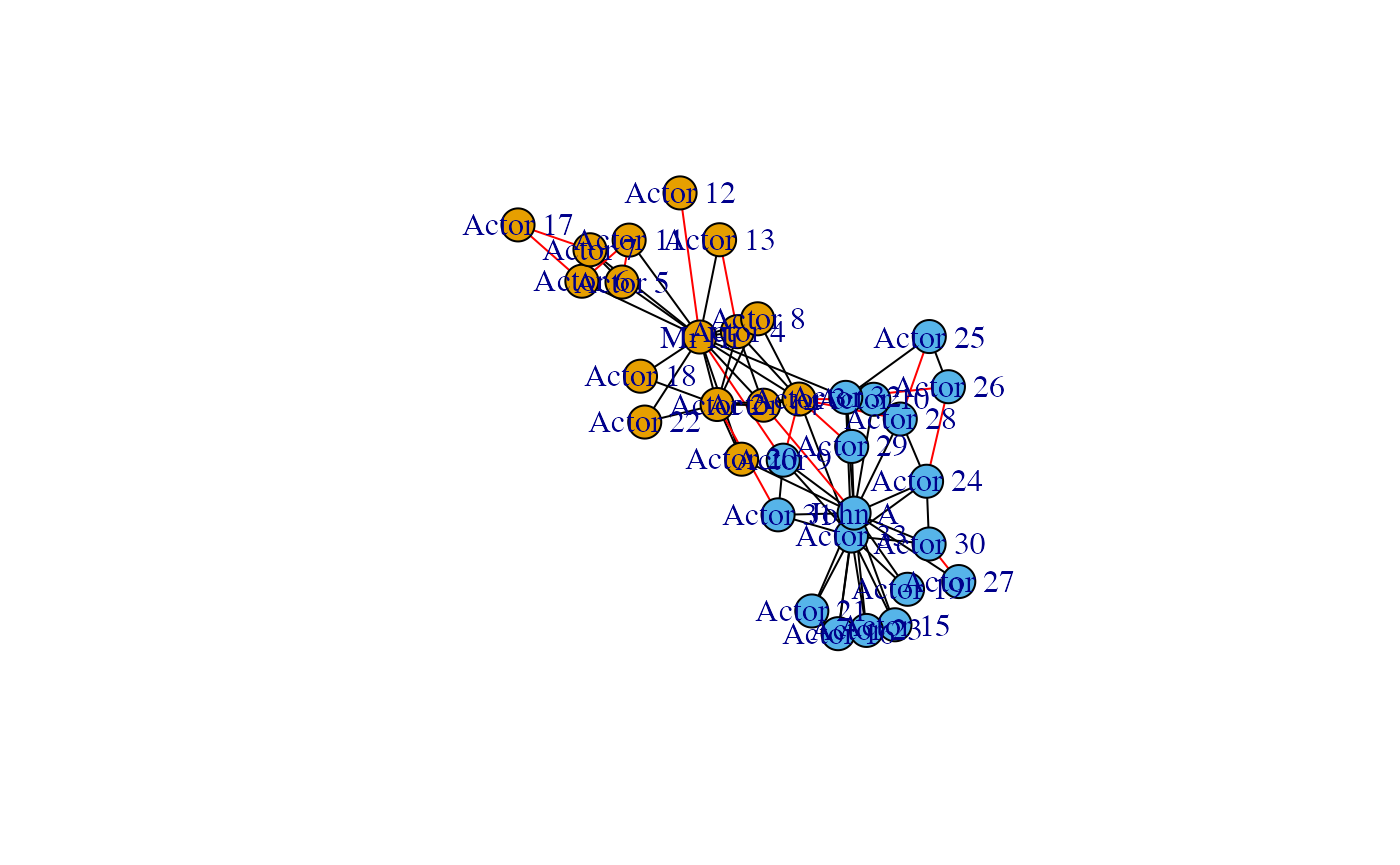 Actor 12
Actor 17
Actor 11
Actor 13
Actor 7
Actor 6
Actor 5
Actor 8
Mr Hi
Actor 4
Actor 25
Actor 18
Actor 26
Actor 2
Actor 14
Actor 3
Actor 32
Actor 10
Actor 22
Actor 28
Actor 29
Actor 20
Actor 9
Actor 24
Actor 31
John A
Actor 33
Actor 30
Actor 19
Actor 27
Actor 21
Actor 16
Actor 23
Actor 15